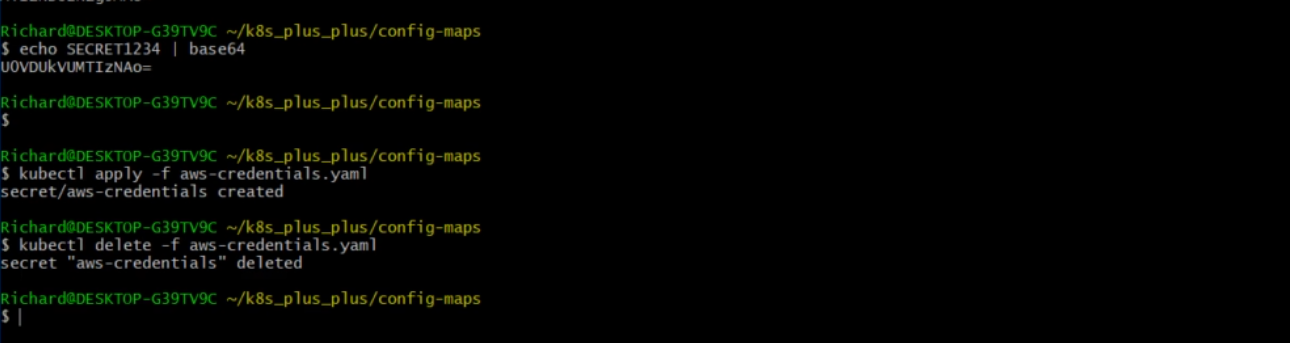 Richard@DESKTOP-G39TV9C ~/k8s_plus_plus/config-maps
$ echo SECRET1234 | base64
U0VDUkVUMTIzNAo=
Richard@DESKTOP-G39TV9C ~/k8s_plus_plus/config-maps
$
Richard@DESKTOP-G39TV9C ~/k8s_plus_plus/config-maps
$ kubectl apply -f aws-credentials.yaml
secret/aws-credentials created
Richard@DESKTOP-G39TV9C ~/k8s_plus_plus/config-maps
$ kubectl delete -f aws-credentials.yaml
secret "aws-credentials" deleted
Richard@DESKTOP-G39TV9C ~/k8s_plus_plus/config-maps
$